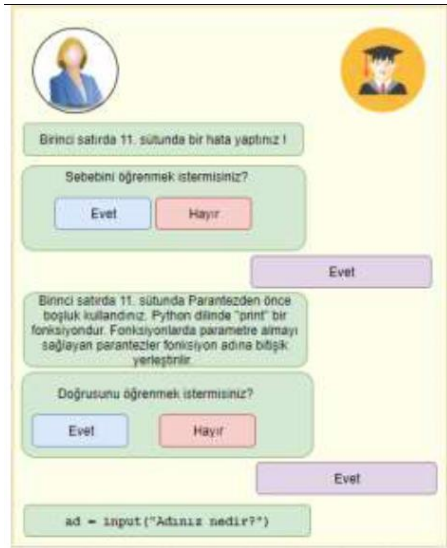 Birinci satırda 11. sütunda bir hata yaptınız !
Sebebini öğrenmek istermisiniz?
Evet
Hayır
Evet
Birinci satırda 11. sütunda Parantezden önce
boşluk kullandınız. Python dilinde "print" bir
fonksiyondur. Fonksiyonlarda parametre almayı
sağlayan parantezler fonksiyon adına bitişik
yerleştirilir.
Doğrusunu öğrenmek istermisiniz?
Evet
Hayır
Evet
ad = input("Adınız nedir?")